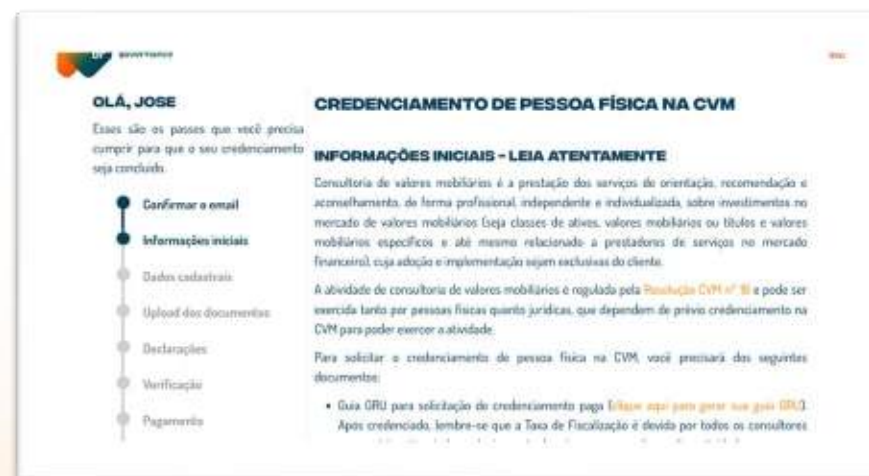 governance
OLÁ, JOSE
Esses são os passos que você precisa
cumprir para que o seu credenciamento
seja concluído.
Confirmar o email
Informações iniciais
Dados cadastrais
Upload dos documentos
Declarações
Verificação
Pagamento
CREDENCIAMENTO DE PESSOA FÍSICA NA CVM
INFORMAÇÕES INICIAIS - LEIA ATENTAMENTE
Consultoria de valores mobiliários é a prestação dos serviços de orientação, recomendação e
aconselhamento, de forma profissional, independente e individualizada, sobre investimentos no
mercado de valores mobiliários (seja classes de ativos, valores mobiliários ou títulos e valores
mobiliários específicos e até mesmo relacionado a prestadores de serviços no mercado
financeiro), cuja adoção e implementação sejam exclusivas do cliente.
A atividade de consultoria de valores mobiliários é regulada pela Resolução CVM nº 19 e pode ser
exercida tanto por pessoas físicas quanto jurídicas, que dependem de prévio credenciamento na
CVM para poder exercer a atividade.
Para solicitar o credenciamento de pessoa física na CVM, você precisará dos seguintes
documentos:
• Guia GRU para solicitação do credenciamento paga (clique aqui para gerar sua guia GRU).
Após credenciado, lembre-se que a Taxa de Fiscalização é devida por todos os consultores